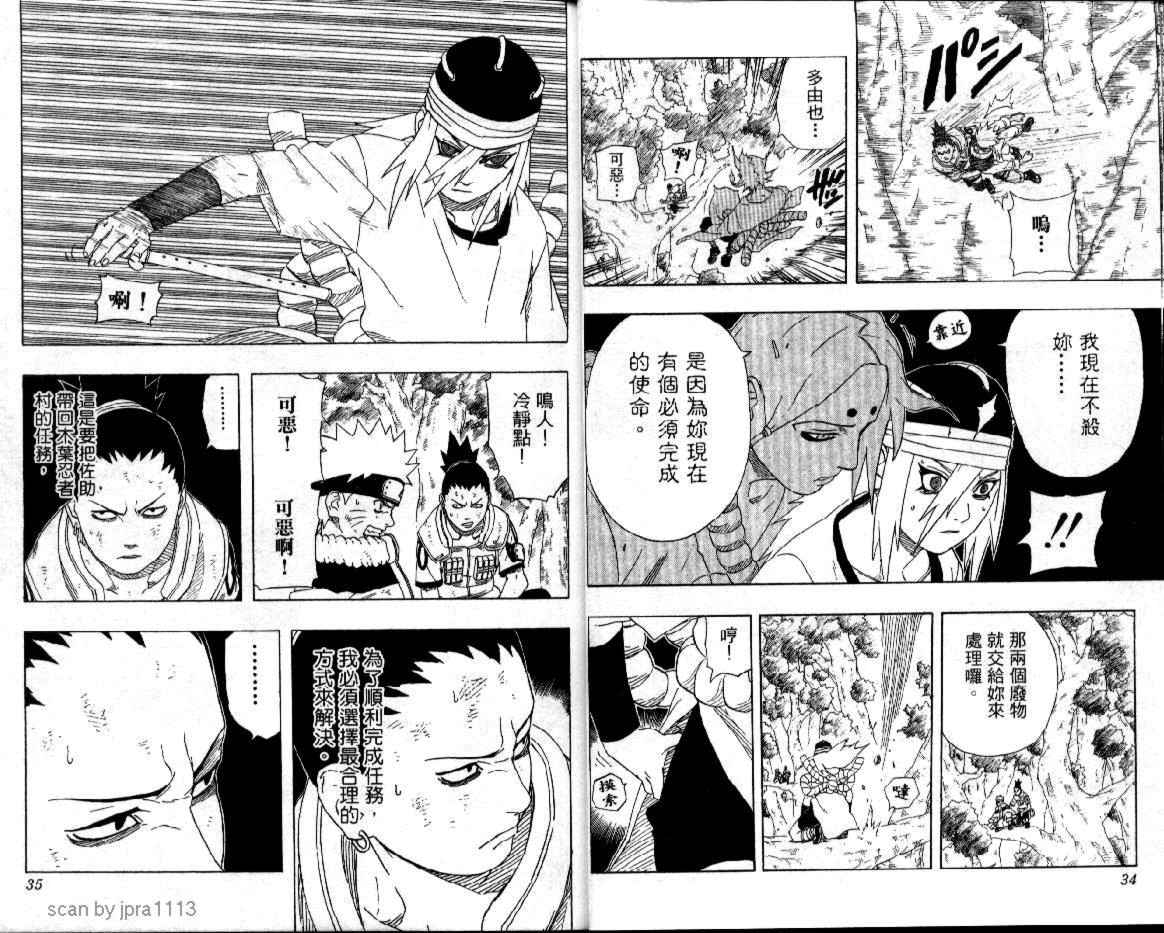 パシ
嗚…
多由也…
唰！
可惡…
我現在不殺
妳……
靠近
!!
是因為妳現在
有個必須完成
的使命。
那兩個廢物
就交給妳來
處理囉。
噠
哼！
摸索
34
唰！
鳴人！
冷靜點！
可惡！
可惡啊！
………
這是要把佐助
帶回木葉忍者
村的任務，
為了順利完成任務，
我必須選擇最合理的
方式來解決。
………
35
scan by jpra1113